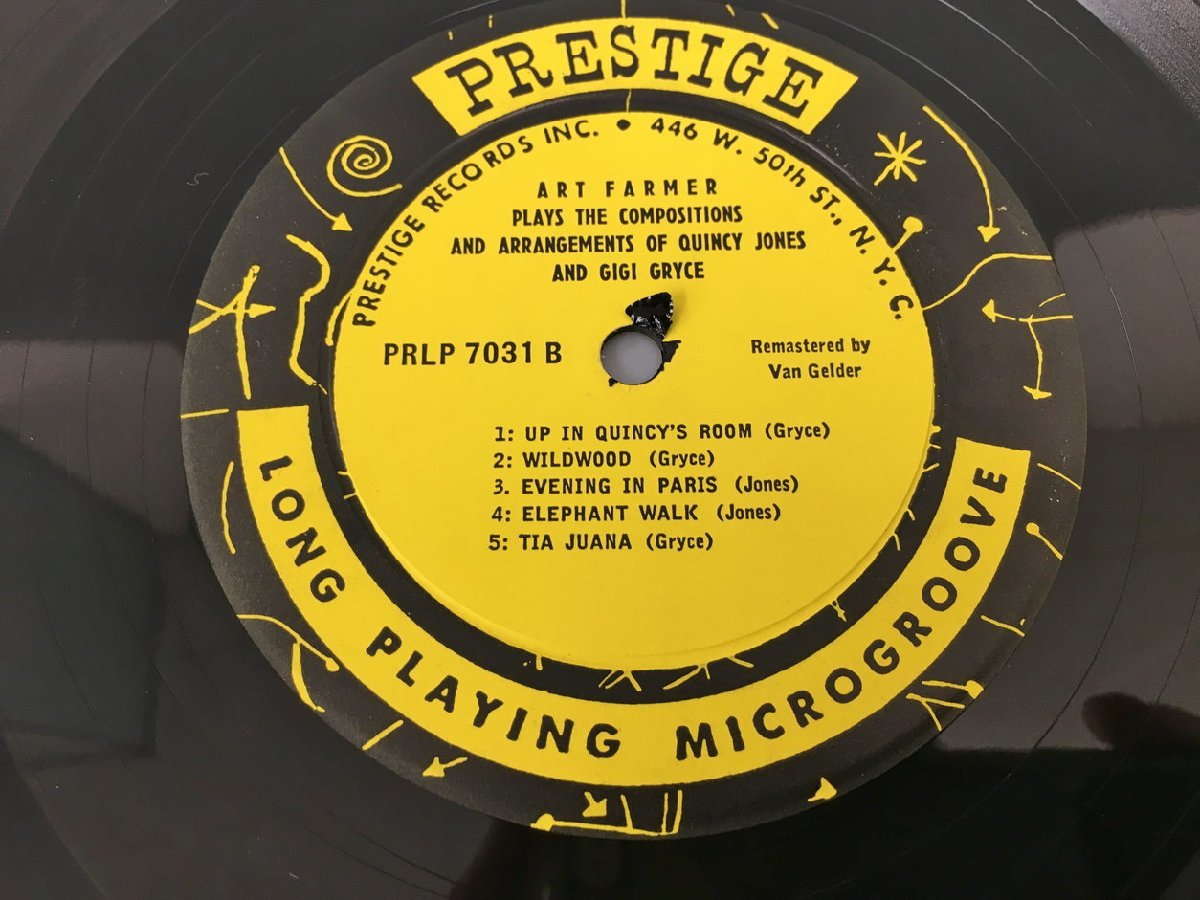 PRESTIGE
PRESTIGE RECORDS INC. • 446 W. 50th ST., N.Y.C.
ART FARMER
PLAYS THE COMPOSITIONS
AND ARRANGEMENTS OF QUINCY JONES
AND GIGI GRYCE
PRLP 7031 B
Remastered by
Van Gelder
1: UP IN QUINCY'S ROOM (Gryce)
2: WILDWOOD (Gryce)
3. EVENING IN PARIS (Jones)
4: ELEPHANT WALK (Jones)
5: TIA JUANA (Gryce)
LONG PLAYING MICROGROOVE